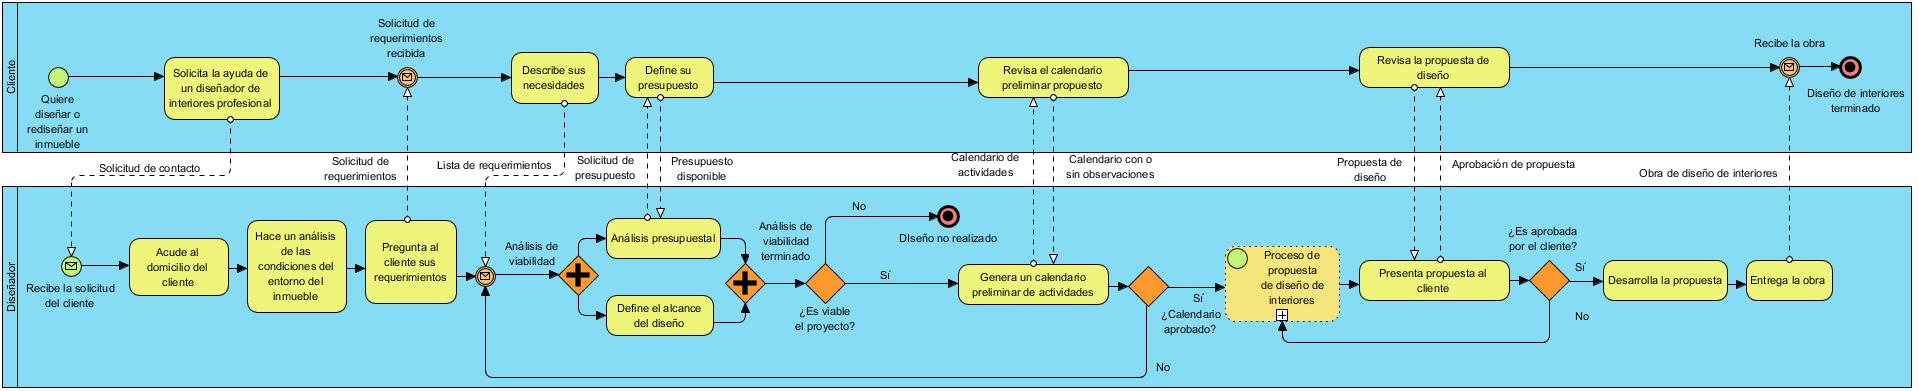 Cliente
Quiere
diseñar o
rediseñar un
inmueble
Solicita la ayuda de
un diseñador de
interiores profesional
Solicitud de
requerimientos
recibida
Describe sus
necesidades
Define su
presupuesto
Revisa el calendario
preliminar propuesto
Revisa la propuesta de
diseño
Recibe la obra
Diseño de interiores
terminado
Solicitud de contacto
Solicitud de
requerimientos
Lista de requerimientos
Solicitud de
presupuesto
Presupuesto
disponible
Calendario de
actividades
Calendario con o
sin observaciones
Propuesta de
diseño
Aprobación de propuesta
Obra de diseño de interiores
Diseñador
Recibe la solicitud
del cliente
Acude al
domicilio del
cliente
Hace un análisis
de las
condiciones del
entorno del
inmueble
Pregunta al
cliente sus
requerimientos
Análisis de
viabilidad
Análisis presupuestal
Define el alcance
del diseño
Análisis de
viabilidad
terminado
¿Es viable
el proyecto?
No
DIseño no realizado
Sí
Genera un calendario
preliminar de actividades
Sí
¿Calendario
aprobado?
No
Proceso de
propuesta
de diseño de
interiores
Presenta propuesta al
cliente
¿Es aprobada
por el cliente?
Sí
No
Desarrolla la propuesta
Entrega la obra